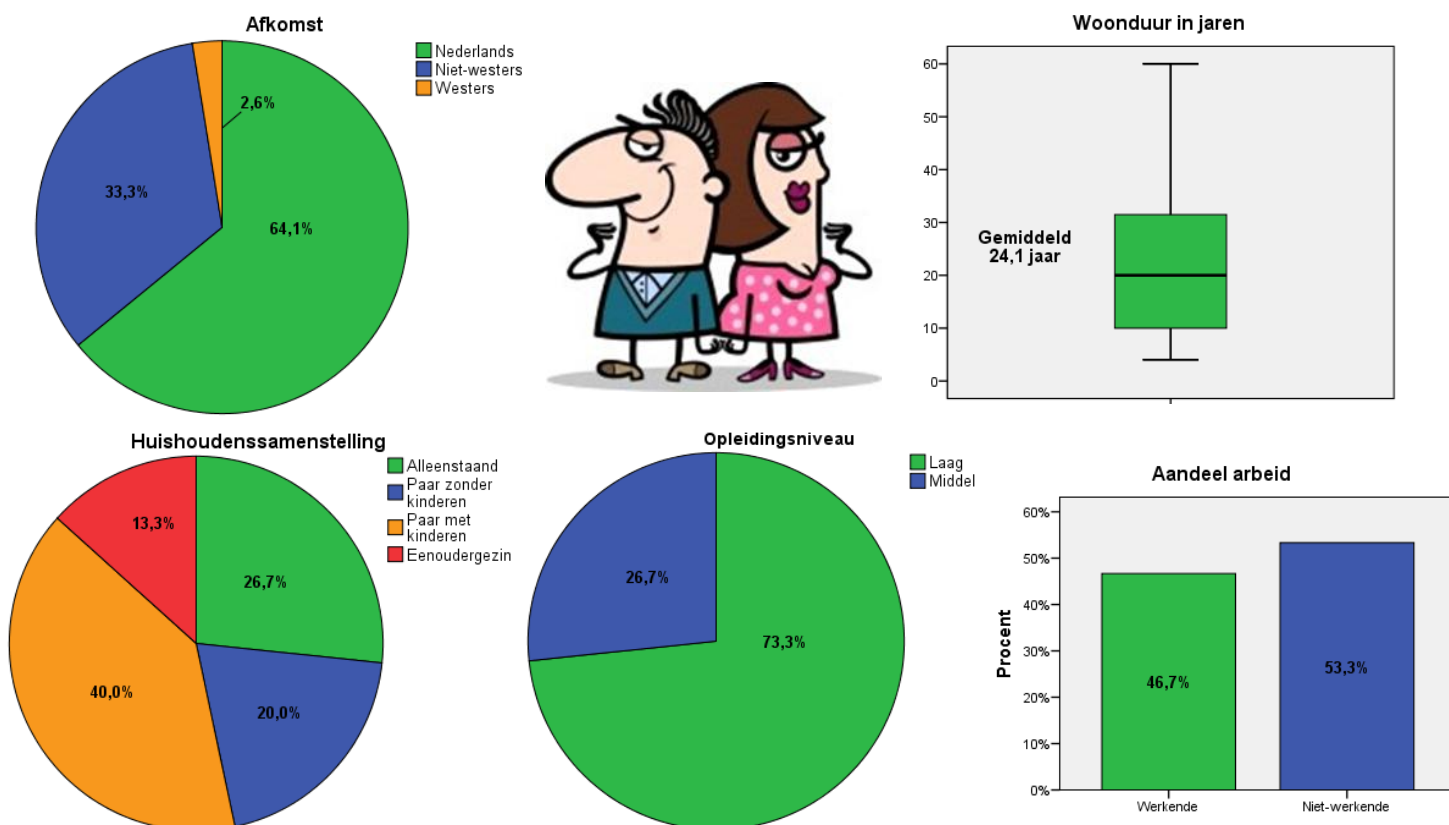 Afkomst
Nederlands
Niet-westers
Westers
2,6%
33,3%
64,1%
Woonduur in jaren
60
50
40
30
20
10
0
Gemiddeld
24,1 jaar
Huishoudenssamenstelling
Alleenstaand
Paar zonder
kinderen
Paar met
kinderen
Eenoudergezin
13,3%
26,7%
40,0%
20,0%
Opleidingsniveau
Laag
Middel
26,7%
73,3%
Aandeel arbeid
Procent
60%
50%
40%
30%
20%
10%
0%
46,7%
53,3%
Werkende
Niet-werkende